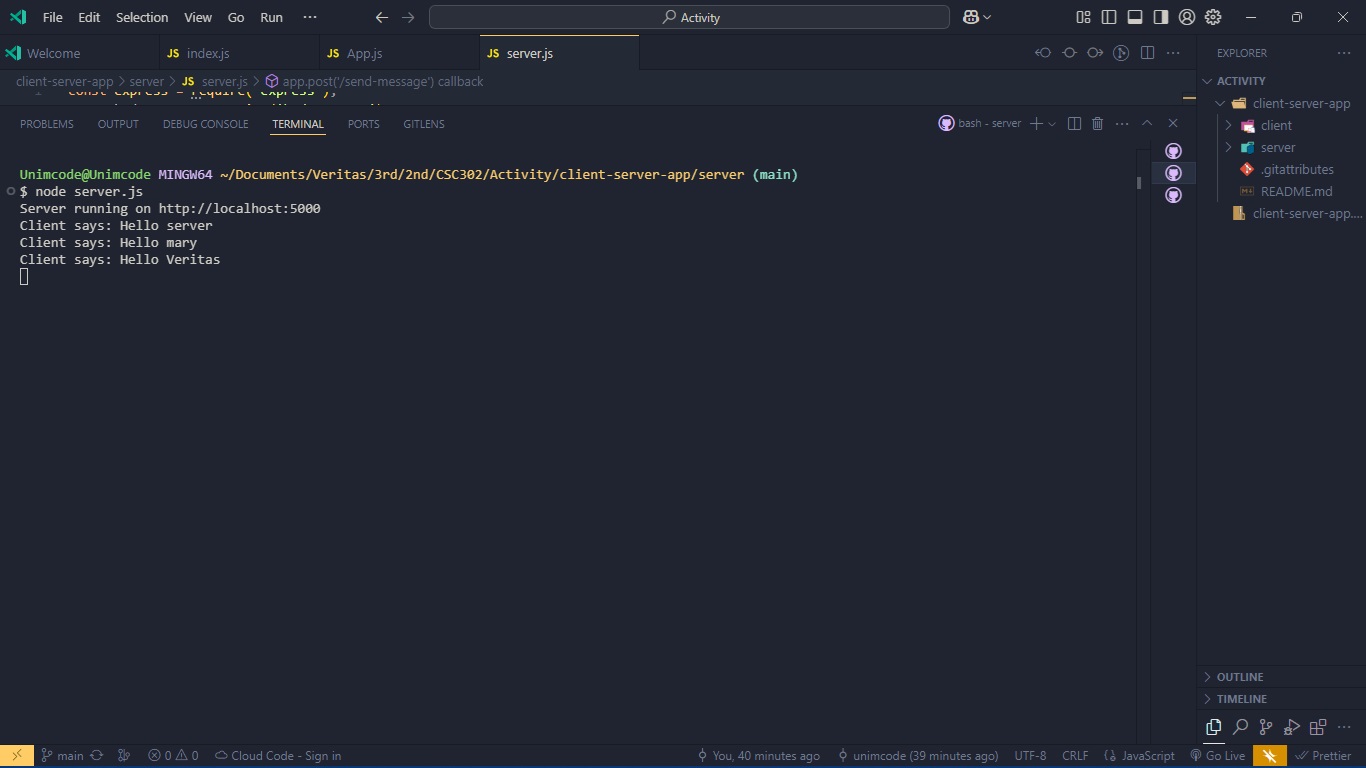 File Edit Selection View Go Run ··· Activity
Welcome JS index.js JS App.js JS server.js EXPLORER
client-server-app > server > JS server.js > app.post('/send-message') callback ACTIVITY
1 const express = require('express');
client-server-app
PROBLEMS OUTPUT DEBUG CONSOLE TERMINAL PORTS GITLENS bash - server
client
server
.gitattributes
README.md
client-server-app....
Unimcode@Unimcode MINGW64 ~/Documents/Veritas/3rd/2nd/CSC302/Activity/client-server-app/server (main)
$ node server.js
Server running on http://localhost:5000
Client says: Hello server
Client says: Hello mary
Client says: Hello Veritas
OUTLINE
TIMELINE
main 0 0 Cloud Code - Sign in You, 40 minutes ago unimcode (39 minutes ago) UTF-8 CRLF {} JavaScript Go Live Prettier